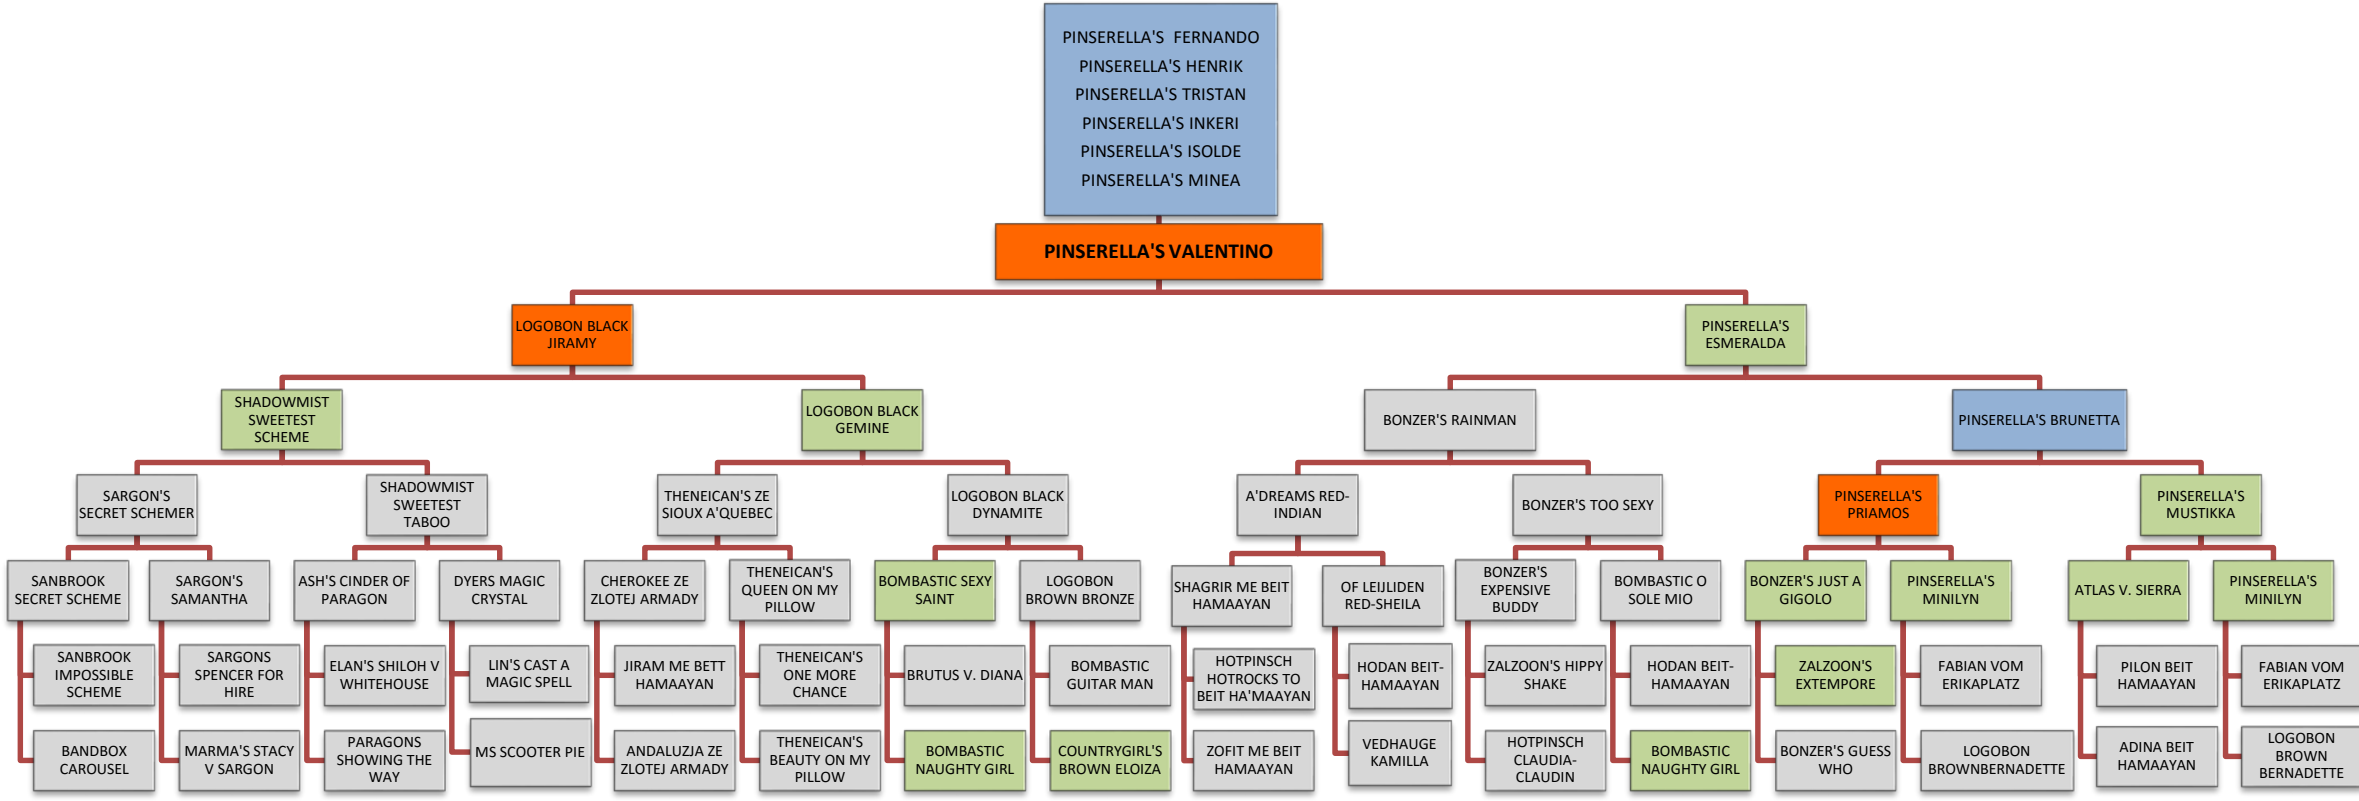 PINSERELLA'S  FERNANDO
PINSERELLA'S HENRIK
PINSERELLA'S TRISTAN
PINSERELLA'S INKERI
PINSERELLA'S ISOLDE
PINSERELLA'S MINEA
PINSERELLA'S VALENTINO
LOGOBON BLACK
JIRAMY
PINSERELLA'S
ESMERALDA
SHADOWMIST
SWEETEST
SCHEME
LOGOBON BLACK
GEMINE
BONZER'S RAINMAN
PINSERELLA'S BRUNETTA
SARGON'S
SECRET SCHEMER
SHADOWMIST
SWEETEST
TABOO
THENEICAN'S ZE
SIOUX A'QUEBEC
LOGOBON BLACK
DYNAMITE
A'DREAMS RED-
INDIAN
BONZER'S TOO SEXY
PINSERELLA'S
PRIAMOS
PINSERELLA'S
MUSTIKKA
SANBROOK
SECRET SCHEME
SARGON'S
SAMANTHA
ASH'S CINDER OF
PARAGON
DYERS MAGIC
CRYSTAL
CHEROKEE ZE
ZLOTEJ ARMADY
THENEICAN'S
QUEEN ON MY
PILLOW
BOMBASTIC SEXY
SAINT
LOGOBON
BROWN BRONZE
SHAGRIR ME BEIT
HAMAAYAN
OF LEIJLIDEN
RED-SHEILA
BONZER'S
EXPENSIVE
BUDDY
BOMBASTIC O
SOLE MIO
BONZER'S JUST A
GIGOLO
PINSERELLA'S
MINILYN
ATLAS V. SIERRA
PINSERELLA'S
MINILYN
SANBROOK
IMPOSSIBLE
SCHEME
SARGONS
SPENCER FOR
HIRE
ELAN'S SHILOH V
WHITEHOUSE
LIN'S CAST A
MAGIC SPELL
JIRAM ME BETT
HAMAAYAN
THENEICAN'S
ONE MORE
CHANCE
BRUTUS V. DIANA
BOMBASTIC
GUITAR MAN
HOTPINSCH
HOTROCKS TO
BEIT HA'MAAYAN
HODAN BEIT-
HAMAAYAN
ZALZOON'S HIPPY
SHAKE
HODAN BEIT-
HAMAAYAN
ZALZOON'S
EXTEMPORE
FABIAN VOM
ERIKAPLATZ
PILON BEIT
HAMAAYAN
FABIAN VOM
ERIKAPLATZ
BANDBOX
CAROUSEL
MARMA'S STACY
V SARGON
PARAGONS
SHOWING THE
WAY
MS SCOOTER PIE
ANDALUZJA ZE
ZLOTEJ ARMADY
THENEICAN'S
BEAUTY ON MY
PILLOW
BOMBASTIC
NAUGHTY GIRL
COUNTRYGIRL'S
BROWN ELOIZA
ZOFIT ME BEIT
HAMAAYAN
VEDHAUGE
KAMILLA
HOTPINSCH
CLAUDIA-
CLAUDIN
BOMBASTIC
NAUGHTY GIRL
BONZER'S GUESS
WHO
LOGOBON
BROWNBERNADETTE
ADINA BEIT
HAMAAYAN
LOGOBON
BROWN
BERNADETTE